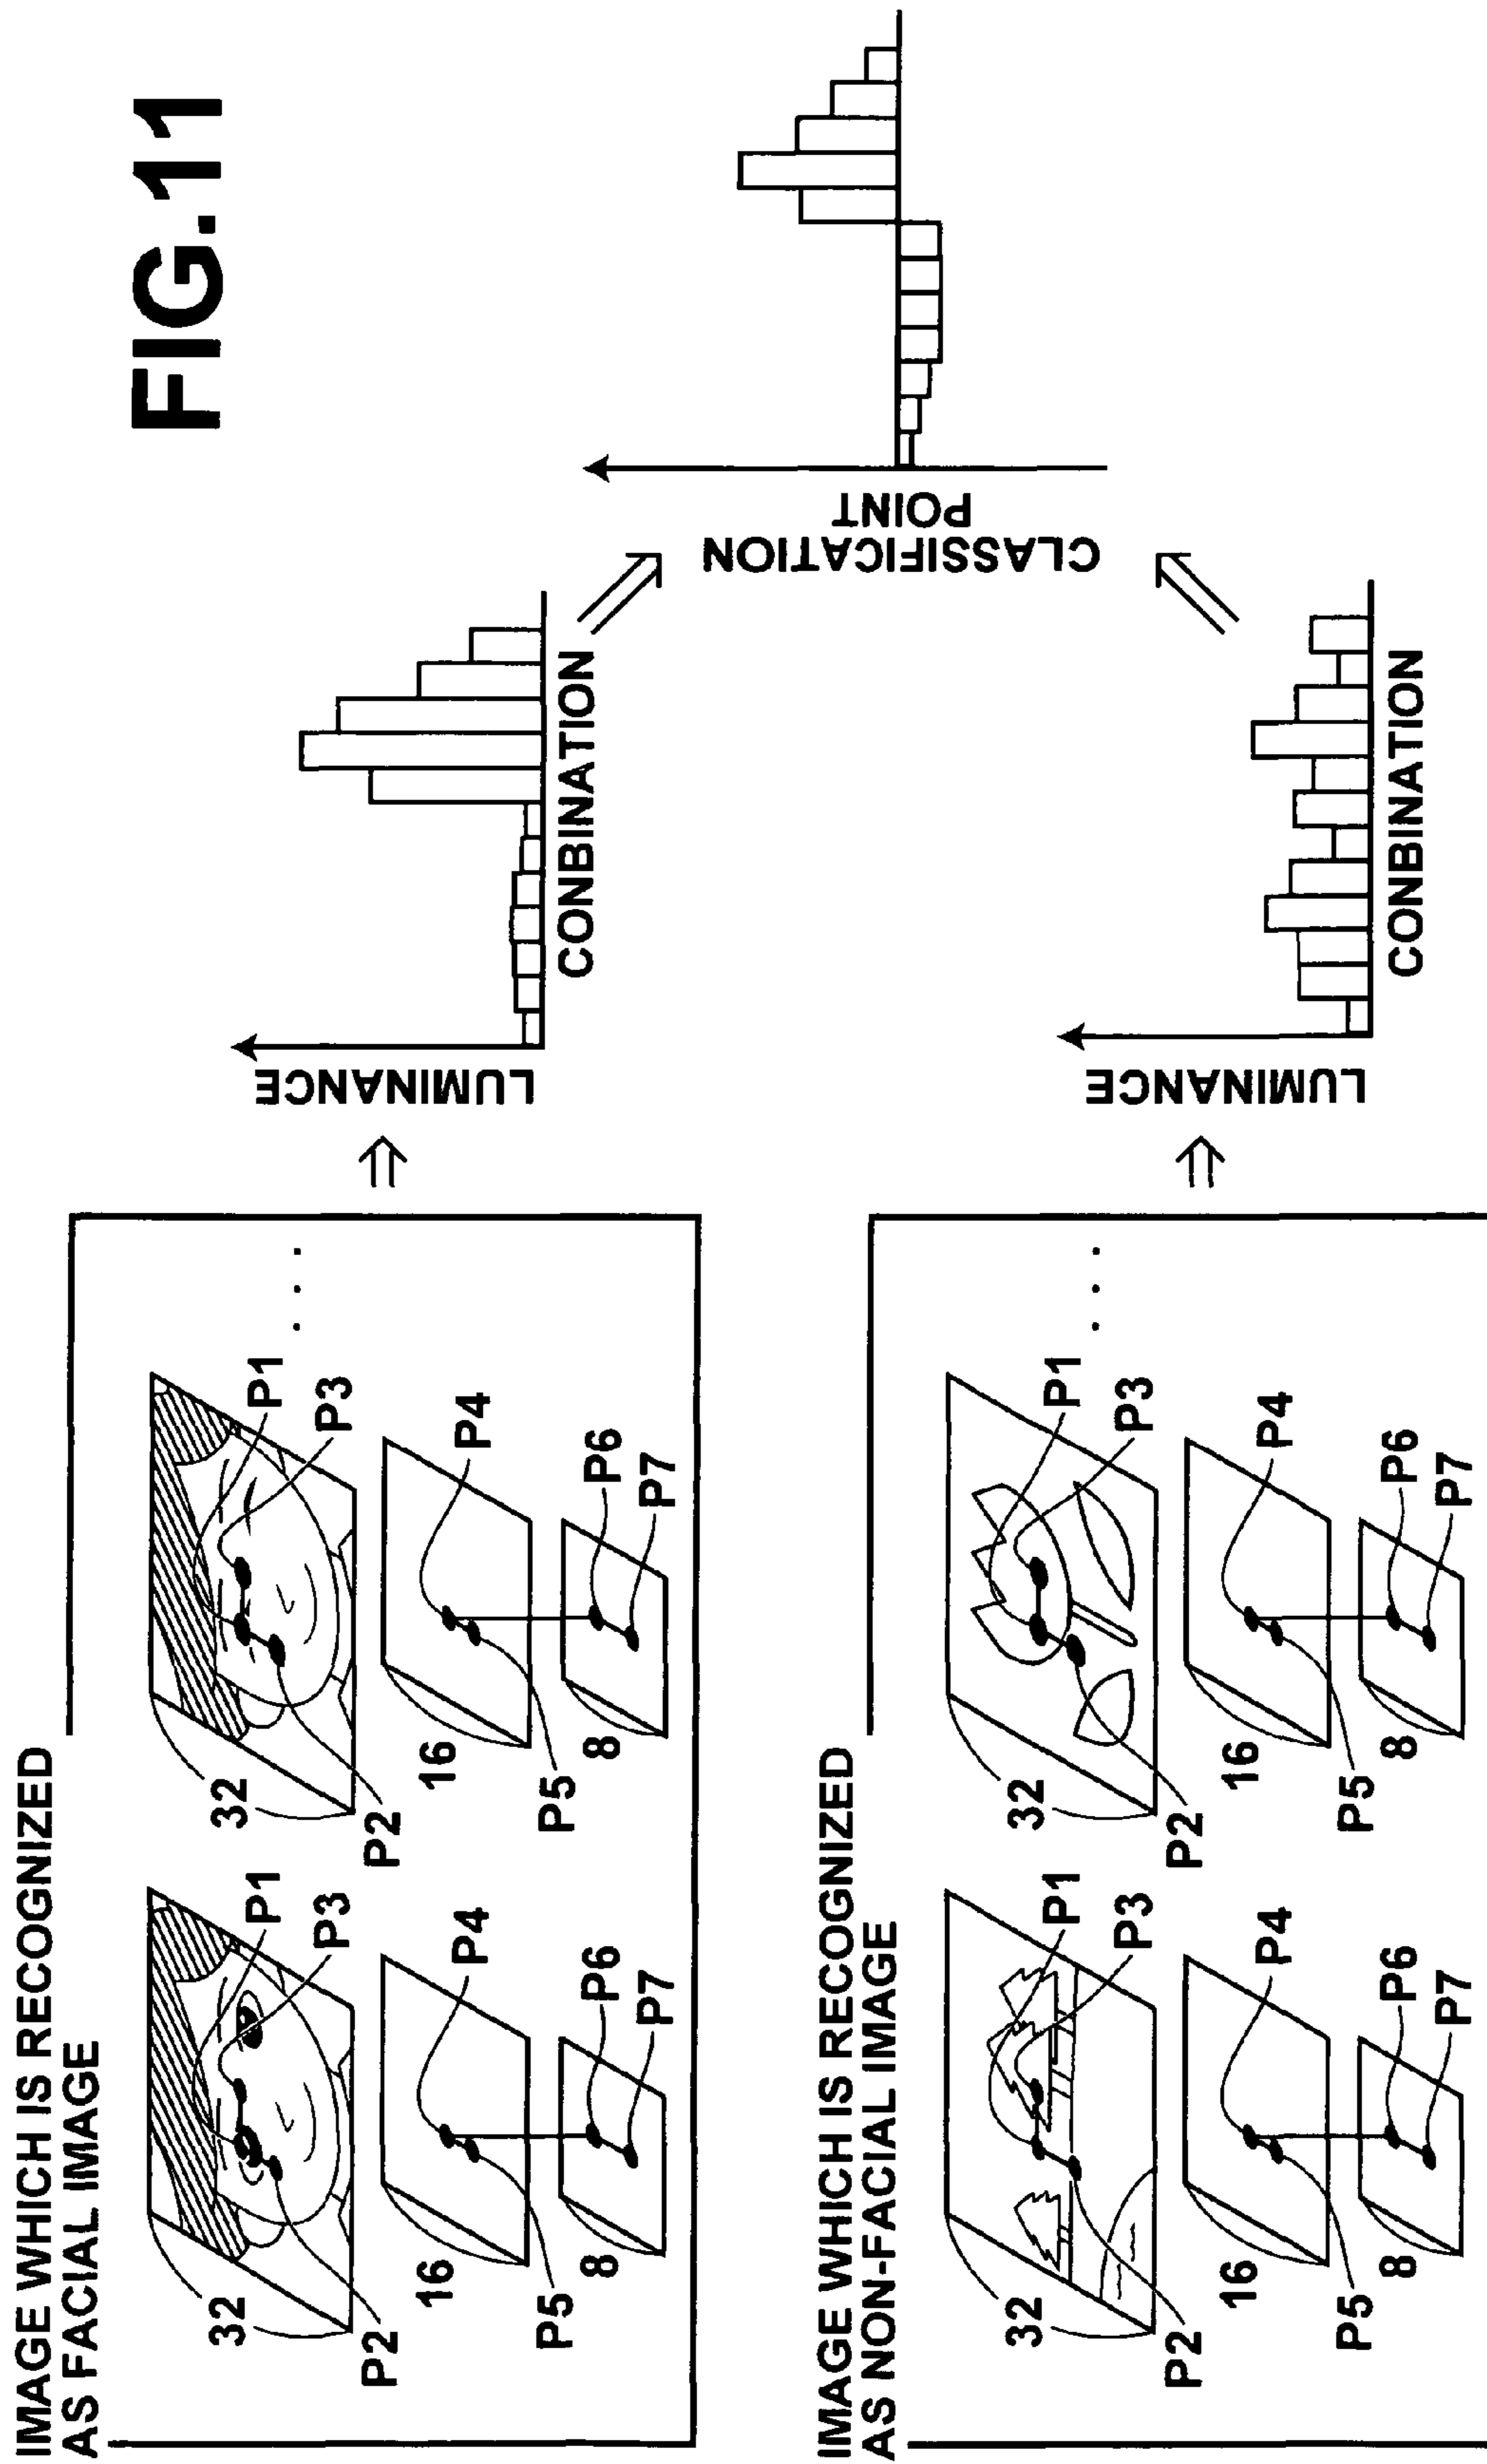 FIG.11
IMAGE WHICH IS RECOGNIZED
AS FACIAL IMAGE
32
P1
P3
P2
16
P4
P5
8
P6
P7
32
P1
P3
P2
16
P4
P5
8
P6
P7
. . .
LUMINANCE
CONBINATION
IMAGE WHICH IS RECOGNIZED
AS NON-FACIAL IMAGE
32
P1
P3
P2
16
P4
P5
8
P6
P7
32
P1
P3
P2
16
P4
P5
8
P6
P7
. . .
LUMINANCE
CONBINATION
CLASSIFICATION
POINT